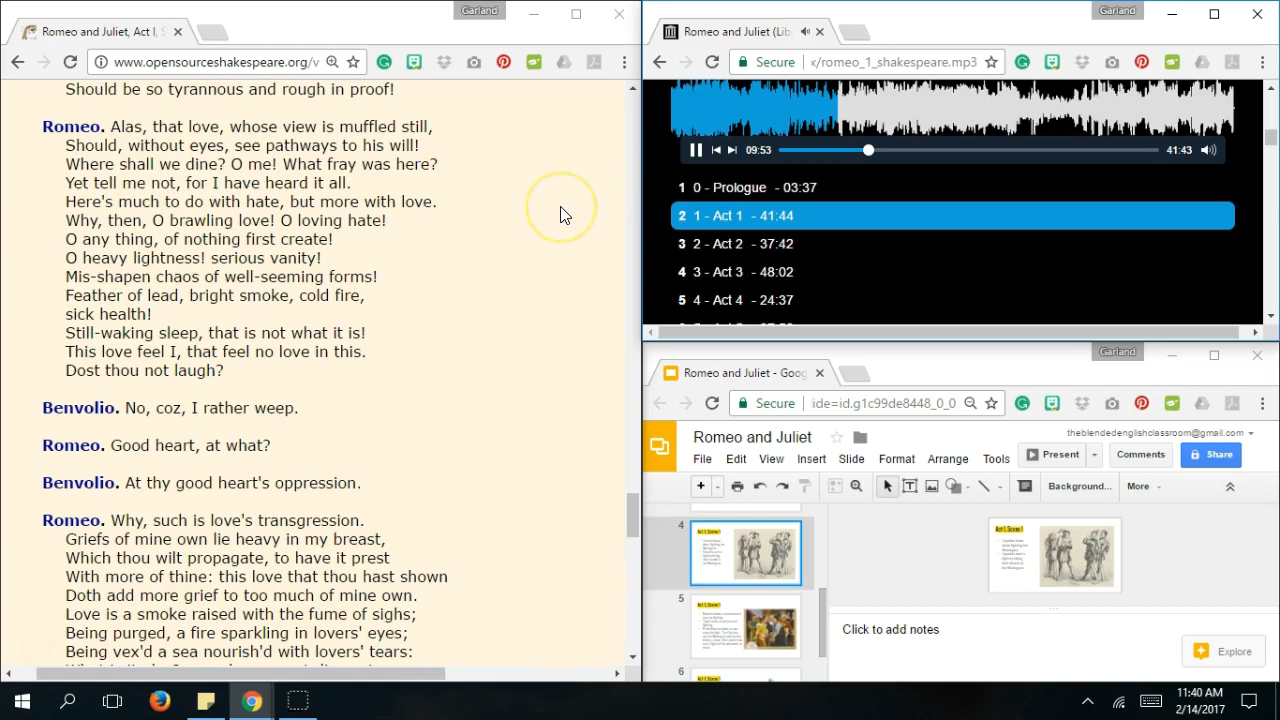 Garland
Romeo and Juliet, Act I, S
www.opensourceshakespeare.org/v
Should be so tyrannous and rough in proof!
Romeo. Alas, that love, whose view is muffled still,
Should, without eyes, see pathways to his will!
Where shall we dine? O me! What fray was here?
Yet tell me not, for I have heard it all.
Here's much to do with hate, but more with love.
Why, then, O brawling love! O loving hate!
O any thing, of nothing first create!
O heavy lightness! serious vanity!
Mis-shapen chaos of well-seeming forms!
Feather of lead, bright smoke, cold fire,
sick health!
Still-waking sleep, that is not what it is!
This love feel I, that feel no love in this.
Dost thou not laugh?
Benvolio. No, coz, I rather weep.
Romeo. Good heart, at what?
Benvolio. At thy good heart's oppression.
Romeo. Why, such is love's transgression.
Griefs of mine own lie heavy in my breast,
Which thou wilt propagate, to have it prest
With more of thine: this love that thou hast shown
Doth add more grief to too much of mine own.
Love is a smoke raised with the fume of sighs;
Being purged, a fire sparkling in lovers' eyes;
Being vex'd a sea nourish'd with lovers' tears:
Garland
Romeo and Juliet (Lib
Secure x/romeo_1_shakespeare.mp3
09:53 41:43
1 0 - Prologue - 03:37
2 1 - Act 1 - 41:44
3 2 - Act 2 - 37:42
4 3 - Act 3 - 48:02
5 4 - Act 4 - 24:37
Garland
Romeo and Juliet - Goog
Secure ide=id.g1c99de8448_0_0
Romeo and Juliet
theblendedenglishclassroom@gmail.com
File Edit View Insert Slide Format Arrange Tools
Present Comments Share
Background... More
4
Act I, Scene I
5
Act I, Scene I
6
Act I, Scene I
Click to add notes
Explore
11:40 AM
2/14/2017